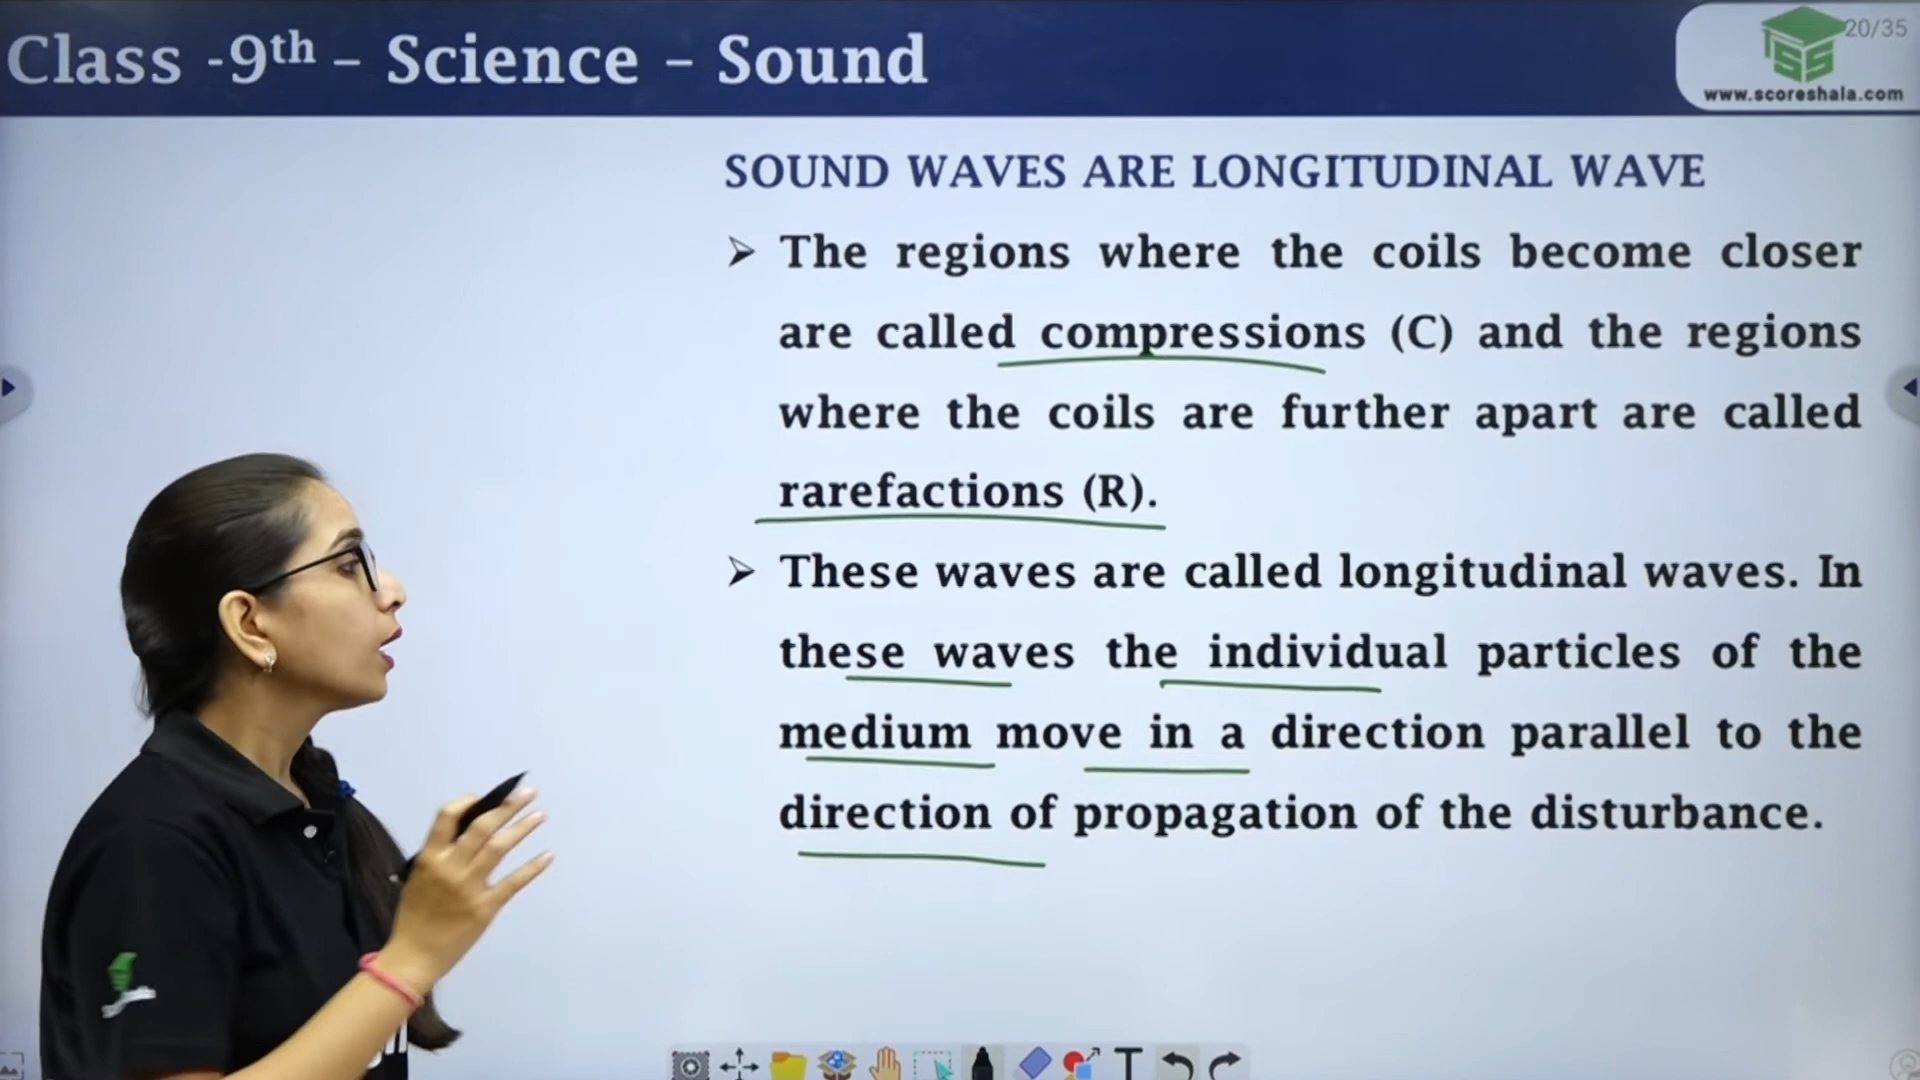 Class -9th – Science – Sound
20/35
www.scoreshala.com
SOUND WAVES ARE LONGITUDINAL WAVE
➤ The regions where the coils become closer
are called compressions (C) and the regions
where the coils are further apart are called
rarefactions (R).
➤ These waves are called longitudinal waves. In
these waves the individual particles of the
medium move in a direction parallel to the
direction of propagation of the disturbance.
T